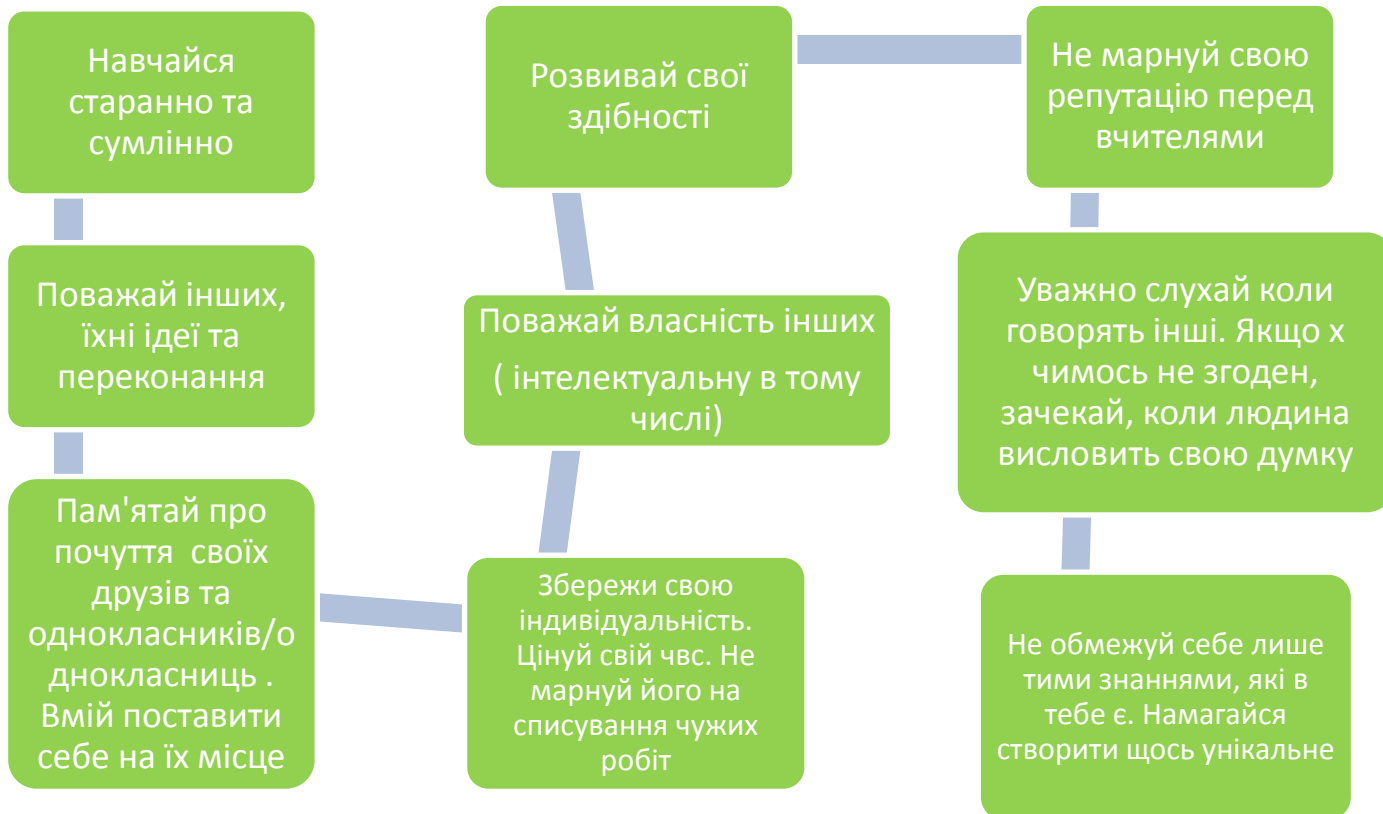 Навчайся
старанно та
сумлінно
Поважай інших,
їхні ідеї та
переконання
Пам'ятай про
почуття своїх
друзів та
однокласників/о
днокласниць .
Вмій поставити
себе на їх місце
Збережи свою
індивідуальність.
Цінуй свій чвс. Не
марнуй його на
списування чужих
робіт
Поважай власність інших
( інтелектуальну в тому
числі)
Розвивай свої
здібності
Не марнуй свою
репутацію перед
вчителями
Уважно слухай коли
говорять інші. Якщо х
чимось не згоден,
зачекай, коли людина
висловить свою думку
Не обмежуй себе лише
тими знаннями, які в
тебе є. Намагайся
створити щось унікальне